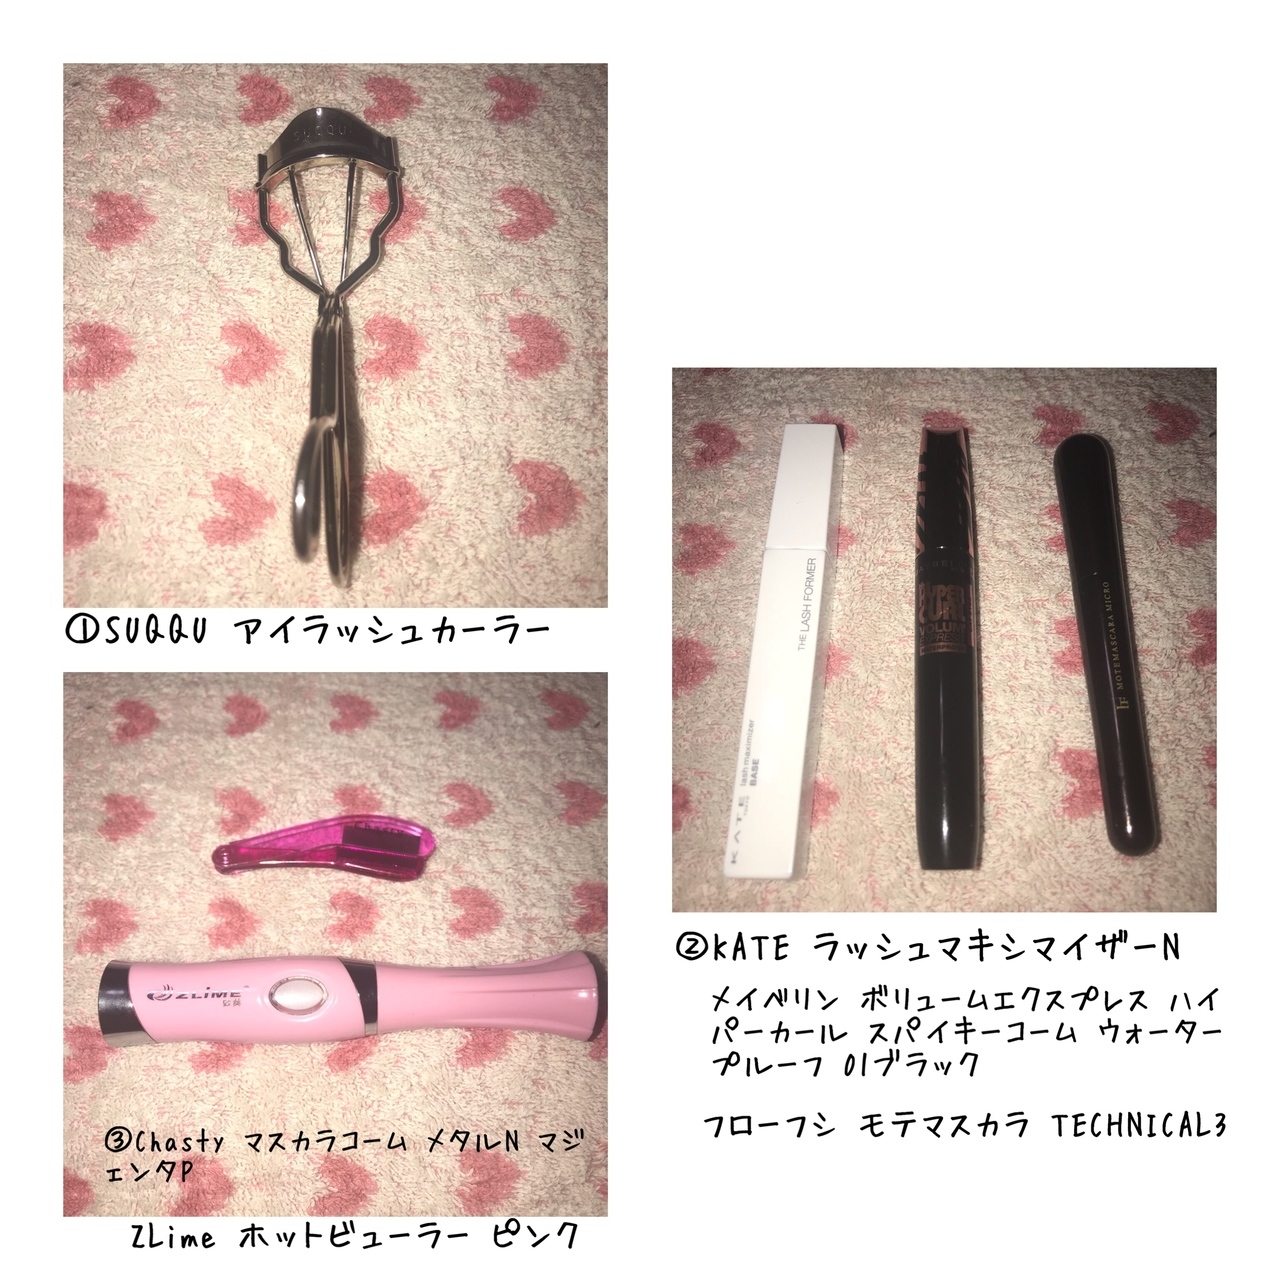 SUQQU
①SUQQU アイラッシュカーラー
THE LASH FORMER
KATE
TOKYO
lash maximizer
BASE
HYPER
CURL
VOLUM
EXPRESS
MOTEMASCARA MICRO
②KATE ラッシュマキシマイザーN
メイベリン ボリュームエクスプレス ハイ
パーカール スパイキーコーム ウォーター
プルーフ 01ブラック
フローフシ モテマスカラ TECHNICAL3
ZLiME
③Chasty マスカラコーム メタルN マジ
ェンタP
ZLime ホットビューラー ピンク